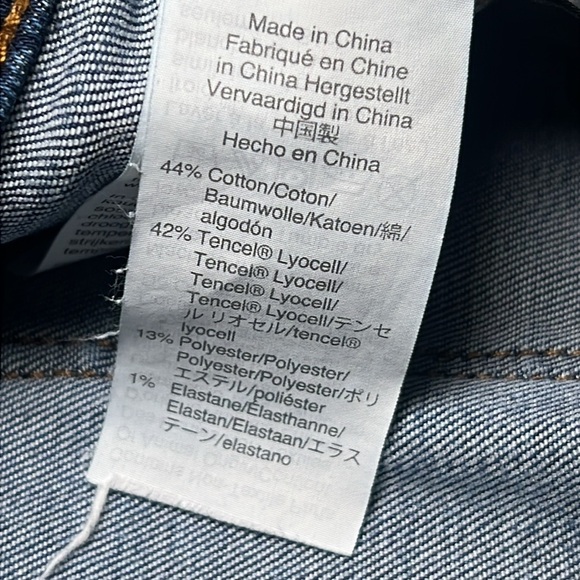 Made in China
Fabriqué en Chine
in China Hergestellt
Vervaardigd in China
中国製
Hecho en China
44% Cotton/Coton/
Baumwolle/Katoen/綿/
algodón
42% Tencel® Lyocell/
Tencel® Lyocell/
Tencel® Lyocell/
Tencel® Lyocell/テンセ
ル リオセル/tencel®
lyocell
13% Polyester/Polyester/
Polyester/Polyester/ポリ
エステル/poliéster
1% Elastane/Élasthanne/
Elastan/Elastaan/エラス
テーン/elastano